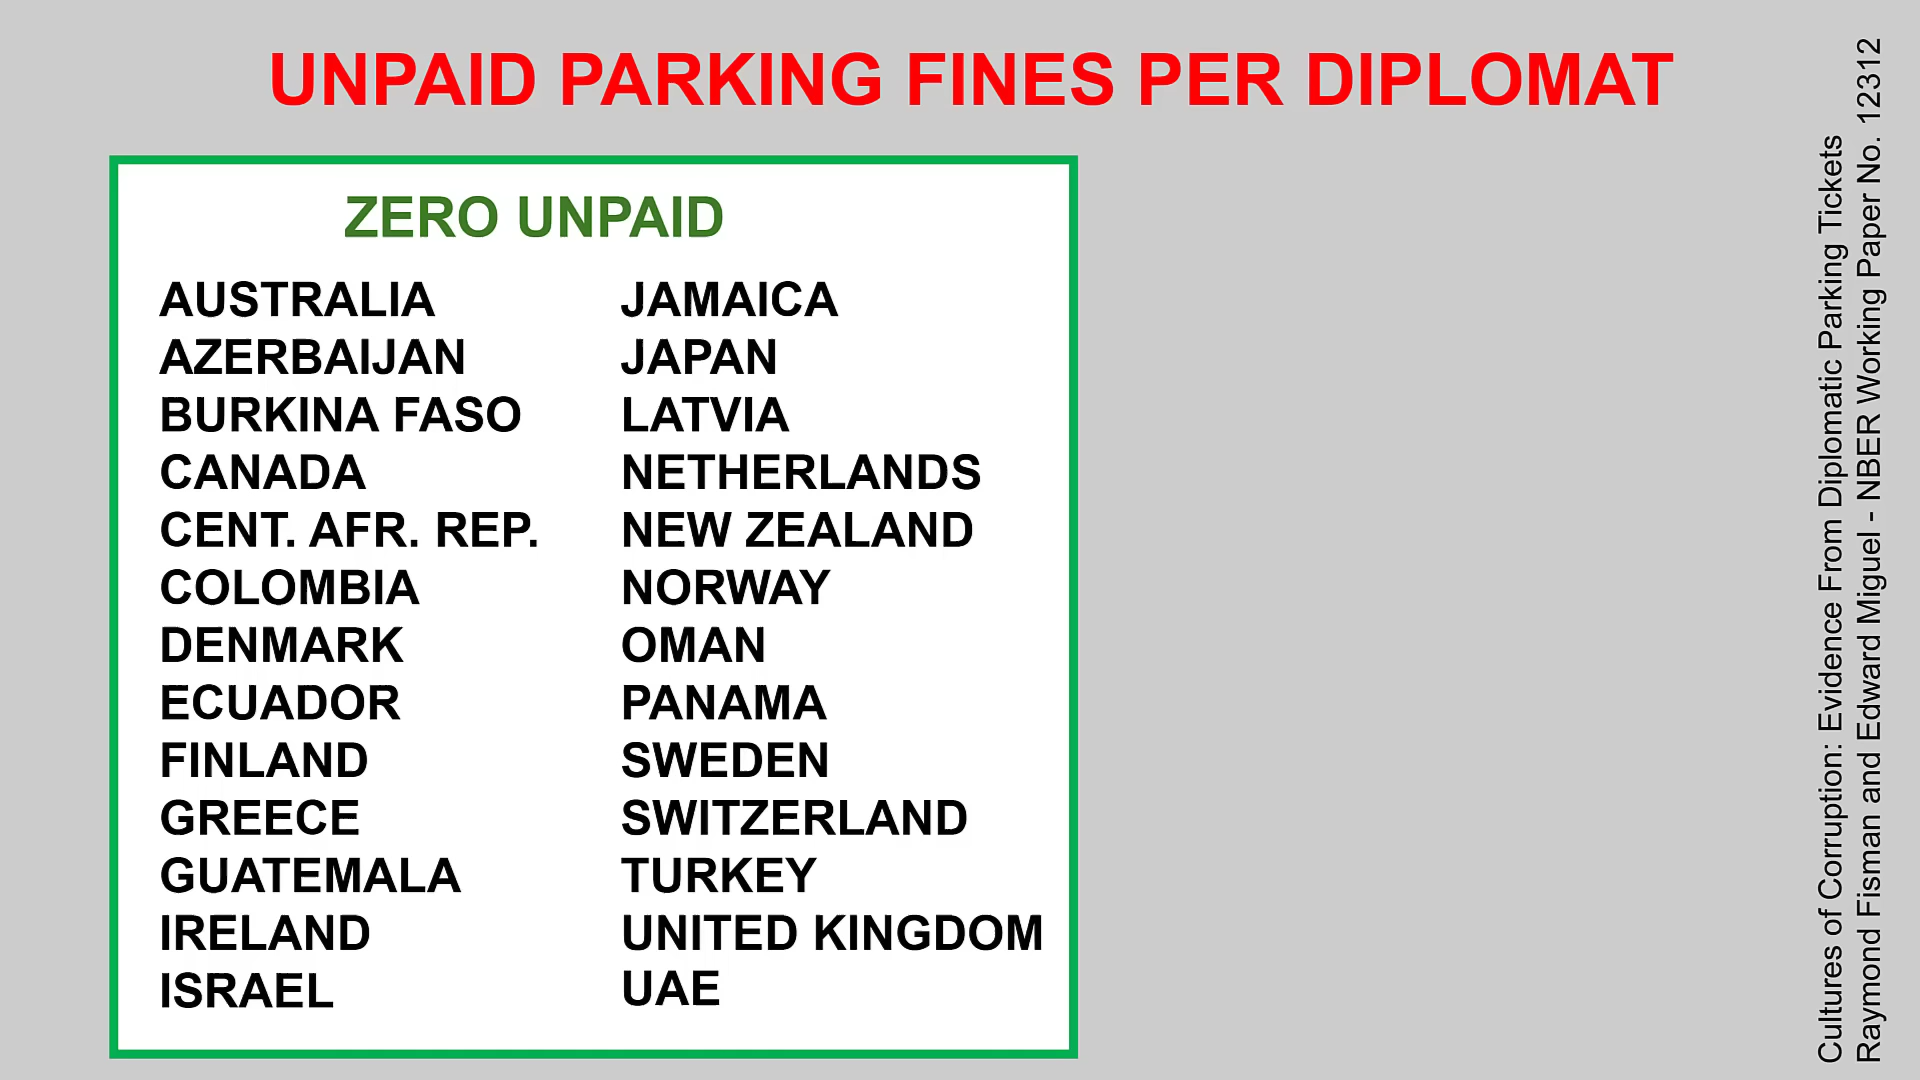 UNPAID PARKING FINES PER DIPLOMAT
ZERO UNPAID
AUSTRALIA
AZERBAIJAN
BURKINA FASO
CANADA
CENT. AFR. REP.
COLOMBIA
DENMARK
ECUADOR
FINLAND
GREECE
GUATEMALA
IRELAND
ISRAEL
JAMAICA
JAPAN
LATVIA
NETHERLANDS
NEW ZEALAND
NORWAY
OMAN
PANAMA
SWEDEN
SWITZERLAND
TURKEY
UNITED KINGDOM
UAE
Cultures of Corruption: Evidence From Diplomatic Parking Tickets
Raymond Fisman and Edward Miguel - NBER Working Paper No. 12312